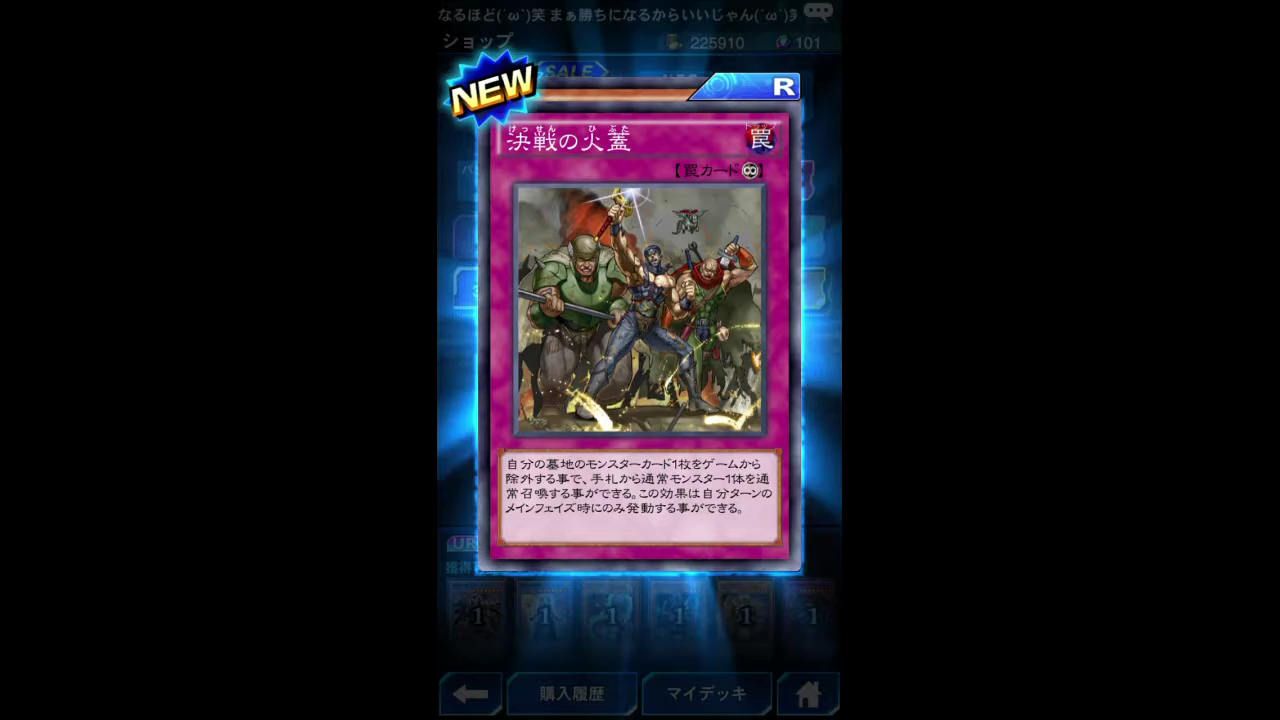 なるほど(´ω`)笑 まぁ勝ちになるからいいじゃん(´ω`)笑
ショップ
225910
101
SALE
NEW
R
けっせん ひ ぶた
決戦の火蓋
トラップ
罠
【罠カード∞】
自分の墓地のモンスターカード1枚をゲームから
除外する事で、手札から通常モンスター1体を通
常召喚する事ができる。この効果は自分ターンの
メインフェイズ時にのみ発動する事ができる。
UR
獲得
1
1
1
1
1
1
購入履歴
マイデッキ